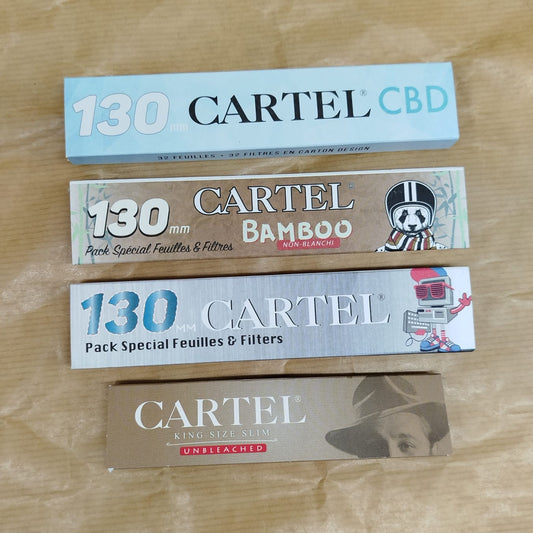 130 mm CARTEL® CBD
32 FEUILLES • 32 FILTRES EN CARTON DESIGN
130 mm CARTEL®
BAMBOO
NON-BLANCHI
Pack Spécial Feuilles & Filtres
130 MM CARTEL®
Pack Special Feuilles & Filters
CARTEL®
KING SIZE SLIM
UNBLEACHED